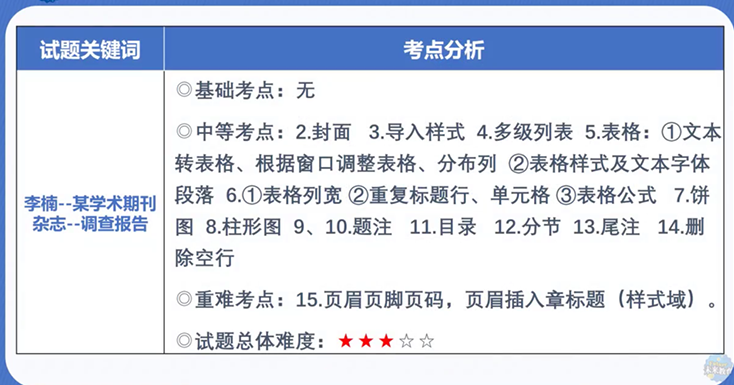 试题关键词
考点分析
李楠--某学术期刊
杂志--调查报告
◎基础考点：无
◎中等考点：2.封面 3.导入样式 4.多级列表 5.表格：①文本
转表格、根据窗口调整表格、分布列 ②表格样式及文本字体
段落 6.①表格列宽 ②重复标题行、单元格 ③表格公式 7.饼
图 8.柱形图 9、10.题注 11.目录 12.分节 13.尾注 14.删
除空行
◎重难考点：15.页眉页脚页码，页眉插入章标题（样式域）。
◎试题总体难度：★★★☆☆